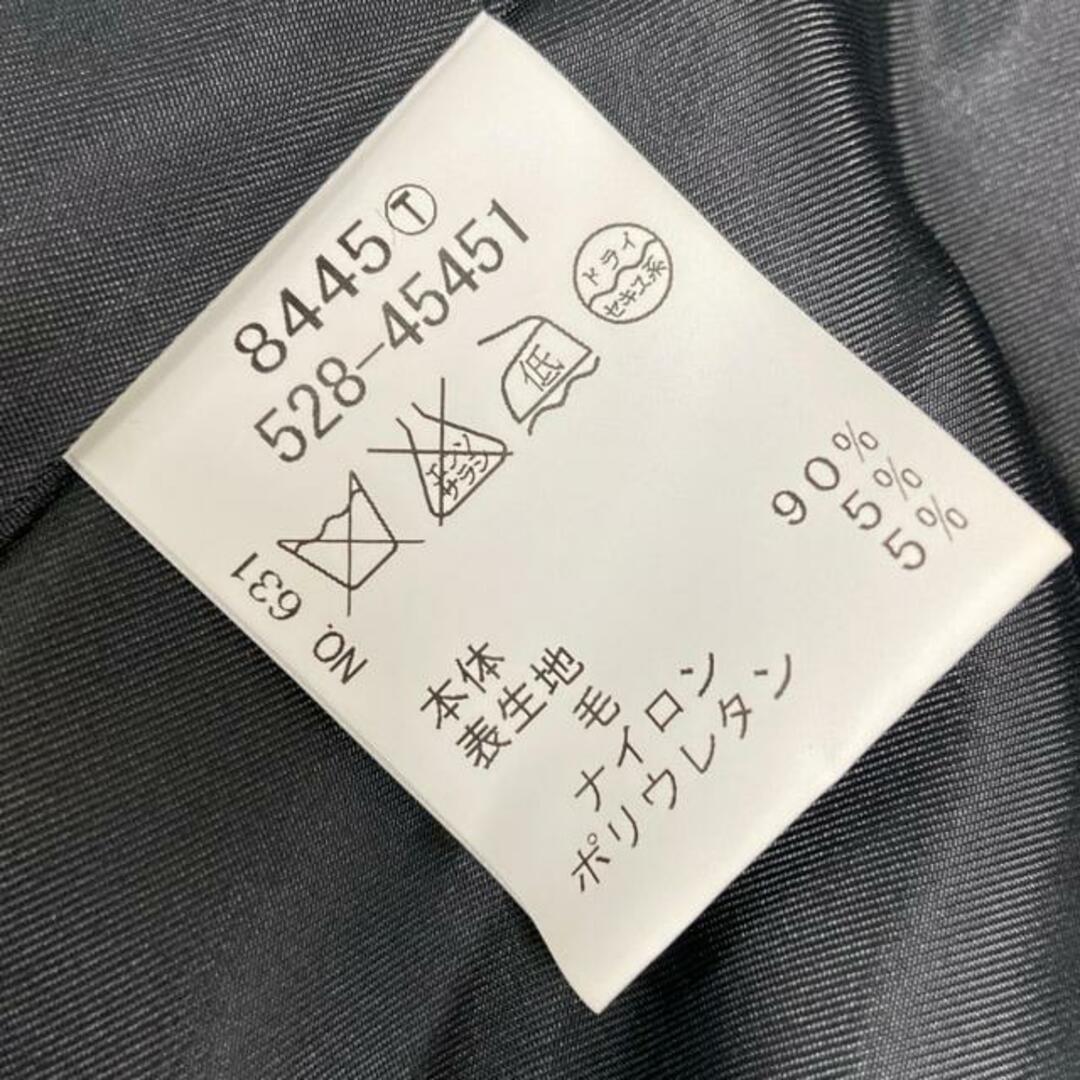 8445Ⓣ
528-45451
エンソ
サラシ
低
ドライ
セキユ系
NO. 631
本体
表生地
毛 90%
ナイロン 5%
ポリウレタン 5%